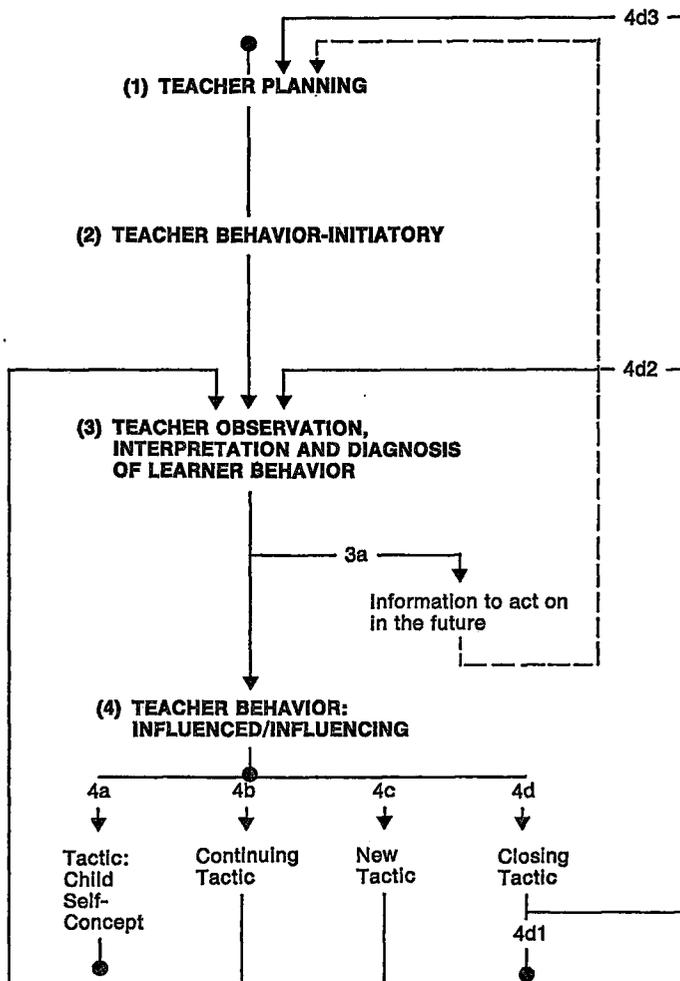 4d3
(1) TEACHER PLANNING
(2) TEACHER BEHAVIOR-INITIATORY
4d2
(3) TEACHER OBSERVATION,
INTERPRETATION AND DIAGNOSIS
OF LEARNER BEHAVIOR
3a
Information to act on
in the future
(4) TEACHER BEHAVIOR:
INFLUENCED/INFLUENCING
4a
4b
4c
4d
Tactic:
Child
Self-
Concept
Continuing
Tactic
New
Tactic
Closing
Tactic
4d1